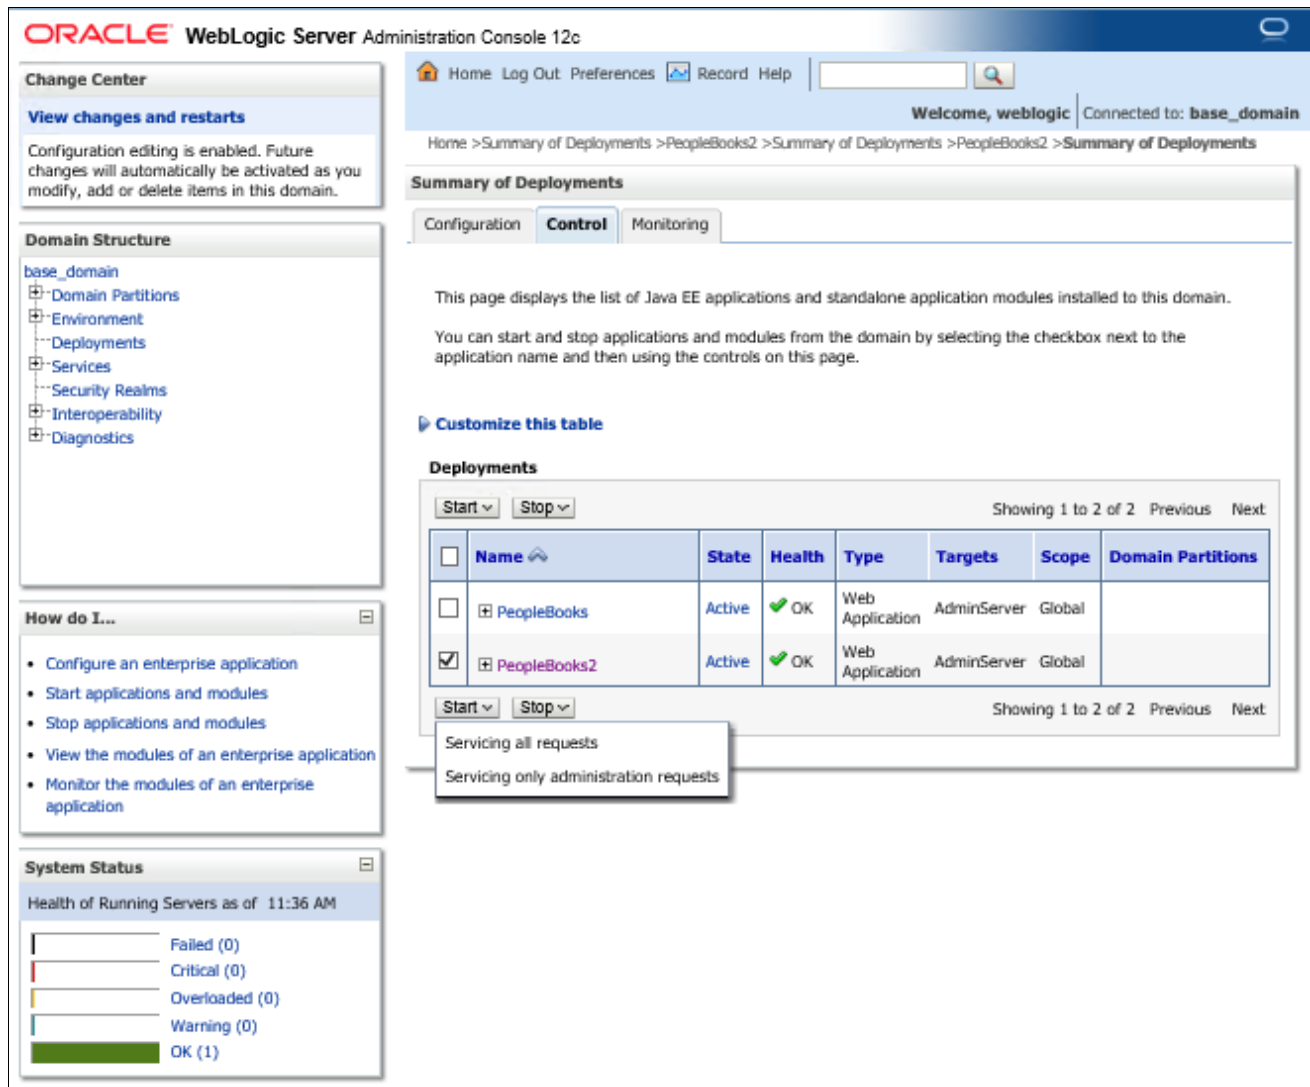 ORACLE WebLogic Server Administration Console 12c
Change Center
View changes and restarts
Configuration editing is enabled. Future
changes will automatically be activated as you
modify, add or delete items in this domain.
Domain Structure
base_domain
Domain Partitions
Environment
Deployments
Services
Security Realms
Interoperability
Diagnostics
How do I...
Configure an enterprise application
Start applications and modules
Stop applications and modules
View the modules of an enterprise application
Monitor the modules of an enterprise
application
System Status
Health of Running Servers as of 11:36 AM
Failed (0)
Critical (0)
Overloaded (0)
Warning (0)
OK (1)
Home Log Out Preferences Record Help
Welcome, weblogic Connected to: base_domain
Home >Summary of Deployments >PeopleBooks2 >Summary of Deployments >PeopleBooks2 >Summary of Deployments
Summary of Deployments
Configuration Control Monitoring
This page displays the list of Java EE applications and standalone application modules installed to this domain.
You can start and stop applications and modules from the domain by selecting the checkbox next to the
application name and then using the controls on this page.
Customize this table
Deployments
Start Stop Showing 1 to 2 of 2 Previous Next
Name State Health Type Targets Scope Domain Partitions
PeopleBooks Active OK Web Application AdminServer Global
PeopleBooks2 Active OK Web Application AdminServer Global
Start Stop Showing 1 to 2 of 2 Previous Next
Servicing all requests
Servicing only administration requests